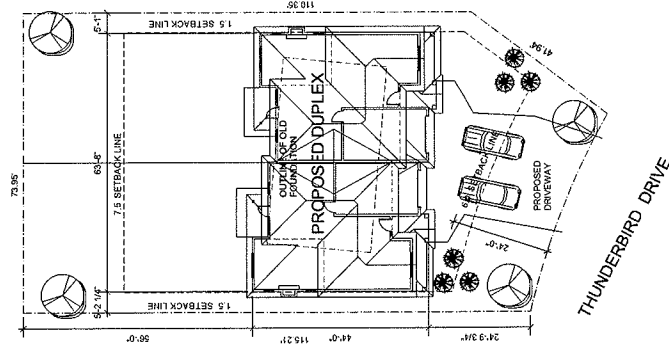 110.35'
5'-1"
1.5 SETBACK LINE
41.94'
73.95'
63'-8"
7.5 SETBACK LINE
OUTLINE OF OLD
FOUNDATION
PROPOSED DUPLEX
SETBACK LINE
PROPOSED
DRIVEWAY
24'-0"
THUNDERBIRD DRIVE
5'-2 1/4"
1.5 SETBACK LINE
56'-0"
115.21'
44'-0"
24'-9 3/4"